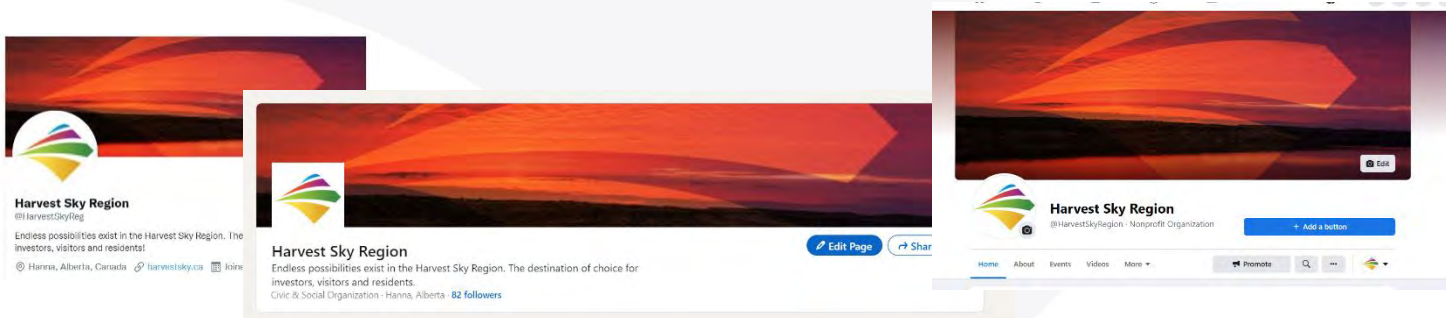 Harvest Sky Region
@HarvestSkyReg
Endless possibilities exist in the Harvest Sky Region. The
investors, visitors and residents!
Hanna, Alberta, Canada harvestsky.ca Joine
Harvest Sky Region
Endless possibilities exist in the Harvest Sky Region. The destination of choice for
investors, visitors and residents.
Civic & Social Organization · Hanna, Alberta · 82 followers
Edit Page
Shar
Edit
Harvest Sky Region
@HarvestSkyRegion · Nonprofit Organization
+ Add a button
Home About Events Videos More
Promote